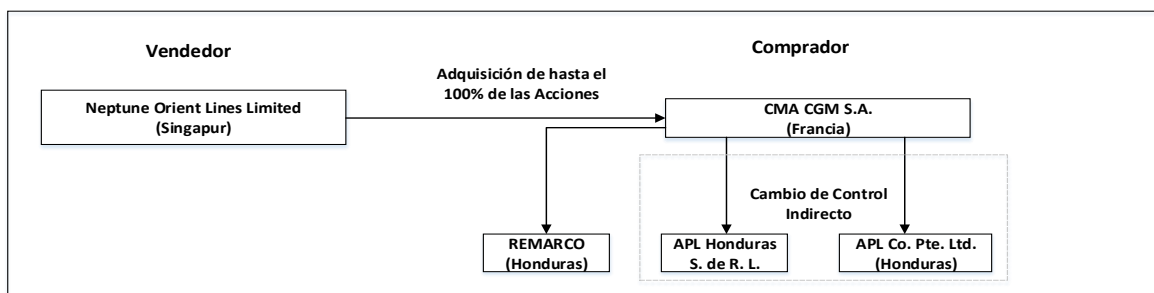 Vendedor
Comprador
Adquisición de hasta el
100% de las Acciones
Neptune Orient Lines Limited
(Singapur)
CMA CGM S.A.
(Francia)
Cambio de Control
Indirecto
REMARCO
(Honduras)
APL Honduras
S. de R. L.
APL Co. Pte. Ltd.
(Honduras)